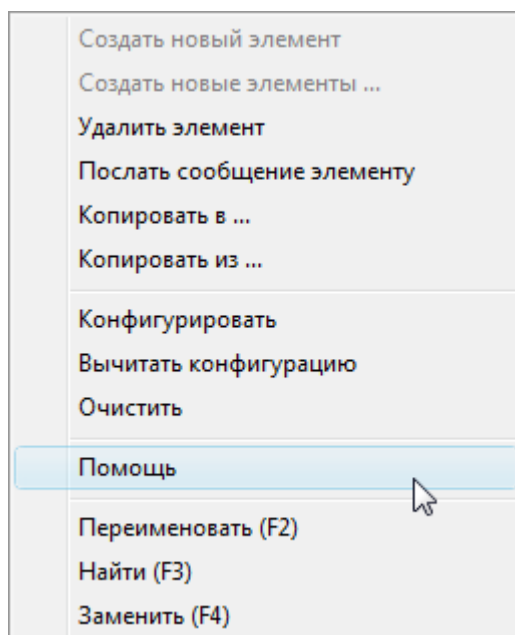 Создать новый элемент
Создать новые элементы ...
Удалить элемент
Послать сообщение элементу
Копировать в ...
Копировать из ...
Конфигурировать
Вычитать конфигурацию
Очистить
Помощь
Переименовать (F2)
Найти (F3)
Заменить (F4)